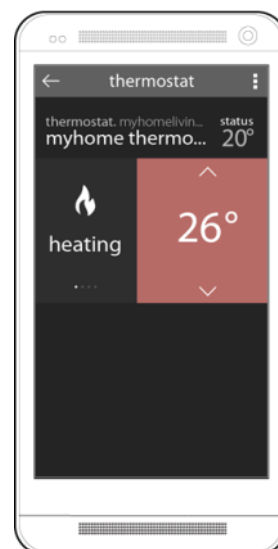 thermostat
thermostat. myhomelivin...
status
myhome thermo...
20°
heating
26°